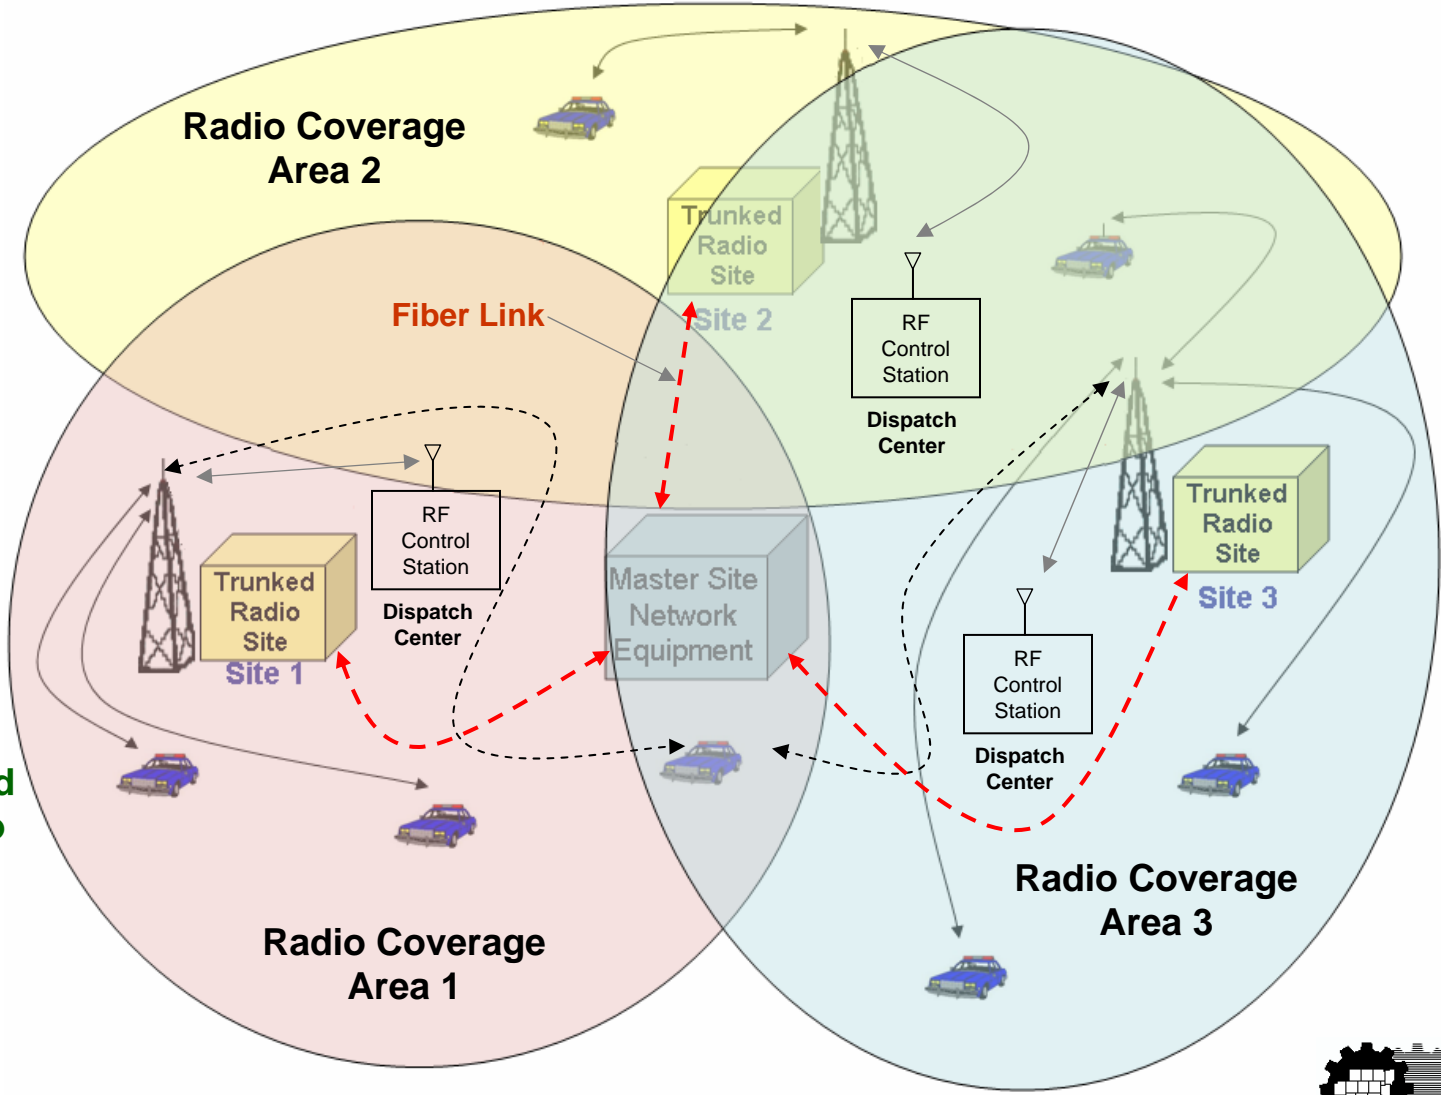 Radio Coverage
Area 2
Trunked
Radio
Site
Site 2
Fiber Link
RF
Control
Station
Dispatch
Center
RF
Control
Station
Dispatch
Center
Trunked
Radio
Site
Site 1
Master Site
Network
Equipment
Trunked
Radio
Site
Site 3
RF
Control
Station
Dispatch
Center
Radio Coverage
Area 3
Radio Coverage
Area 1